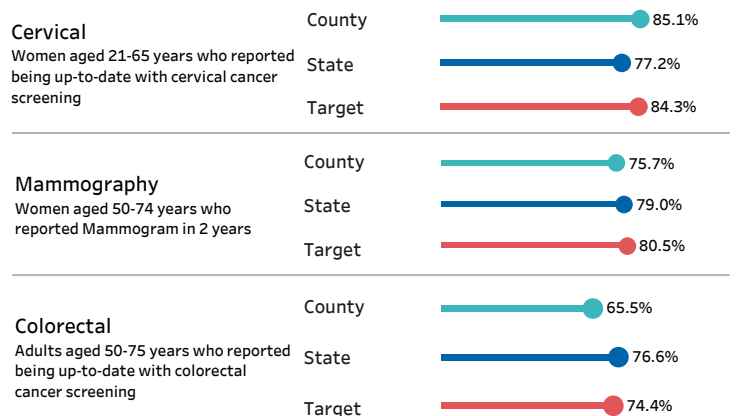 Cervical
Women aged 21-65 years who reported
being up-to-date with cervical cancer
screening
County 85.1%
State 77.2%
Target 84.3%
Mammography
Women aged 50-74 years who
reported Mammogram in 2 years
County 75.7%
State 79.0%
Target 80.5%
Colorectal
Adults aged 50-75 years who reported
being up-to-date with colorectal
cancer screening
County 65.5%
State 76.6%
Target 74.4%